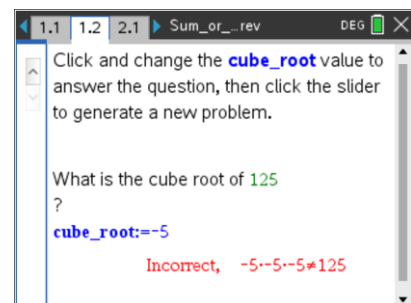 1.1 1.2 2.1 Sum_or_...rev DEG
Click and change the cube_root value to
answer the question, then click the slider
to generate a new problem.
What is the cube root of 125
?
cube_root:=-5
Incorrect, -5·-5·-5≠125